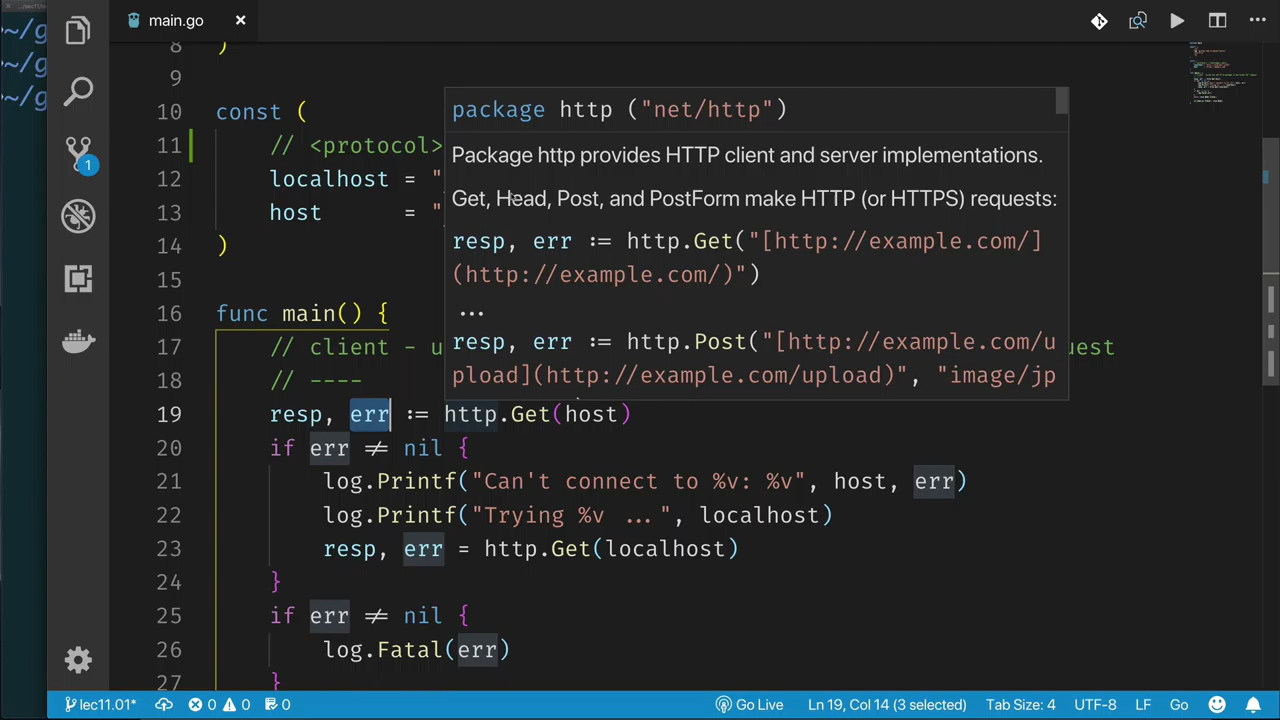 ../lec11/01
~/g
~/g
~/g
main.go ×
8 )
9
10 const (
11 // <protocol>
12 localhost = "
13 host = "
14 )
15
16 func main() {
17 // client - u uest
18 // ----
19 resp, err := http.Get(host)
20 if err ≠ nil {
21 log.Printf("Can't connect to %v: %v", host, err)
22 log.Printf("Trying %v ...", localhost)
23 resp, err = http.Get(localhost)
24 }
25 if err ≠ nil {
26 log.Fatal(err)
27 }
package http ("net/http")
Package http provides HTTP client and server implementations.
Get, Head, Post, and PostForm make HTTP (or HTTPS) requests:
resp, err := http.Get("[http://example.com/]
(http://example.com/)")
...
resp, err := http.Post("[http://example.com/u
pload](http://example.com/upload)", "image/jp
1
lec11.01* 0 0 0 Go Live Ln 19, Col 14 (3 selected) Tab Size: 4 UTF-8 LF Go